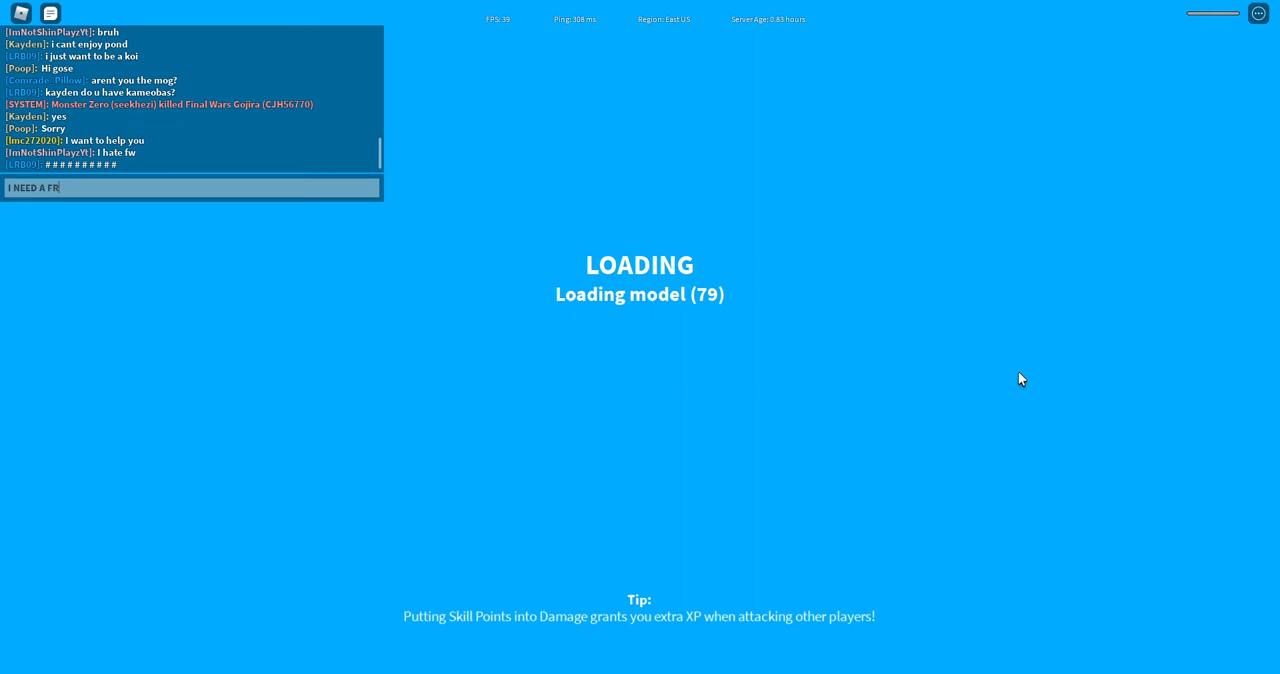 FPS: 39 Ping: 308 ms Region: East US Server Age: 0.83 hours
[ImNotShinPlayzYt]: bruh
[Kayden]: i cant enjoy pond
[LRB09]: i just want to be a koi
[Poop]: Hi gose
[Comrade_Pillow]: arent you the mog?
[LRB09]: kayden do u have kameobas?
[SYSTEM]: Monster Zero (seekhezi) killed Final Wars Gojira (CJH56770)
[Kayden]: yes
[Poop]: Sorry
[lmc272020]: I want to help you
[ImNotShinPlayzYt]: I hate fw
[LRB09]: # # # # # # # # # #
I NEED A FR
LOADING
Loading model (79)
Tip:
Putting Skill Points into Damage grants you extra XP when attacking other players!